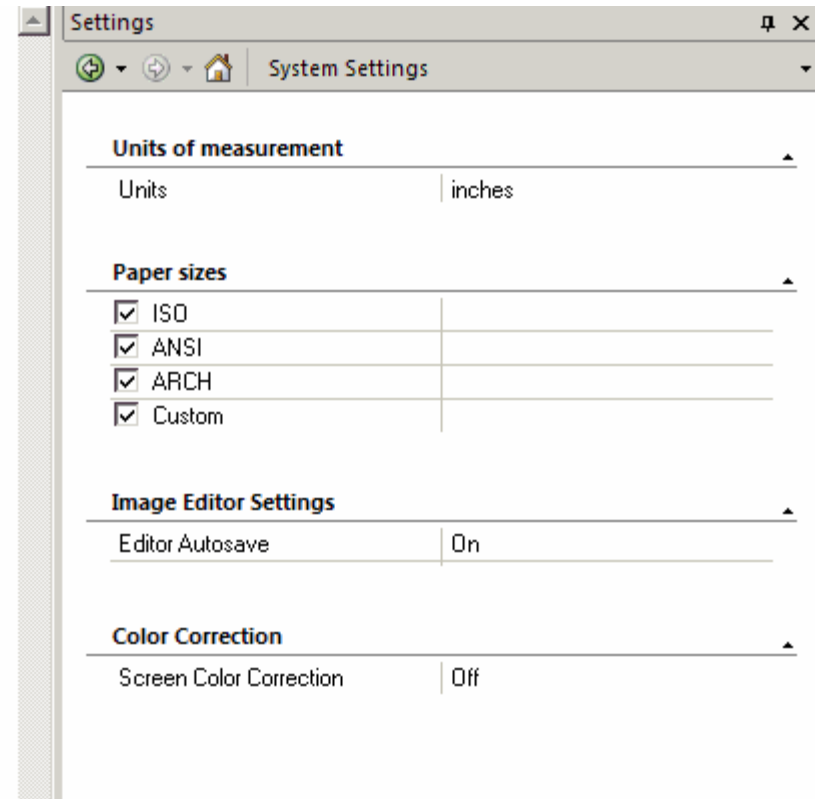 Settings
System Settings
Units of measurement
Units inches
Paper sizes
ISO
ANSI
ARCH
Custom
Image Editor Settings
Editor Autosave On
Color Correction
Screen Color Correction Off